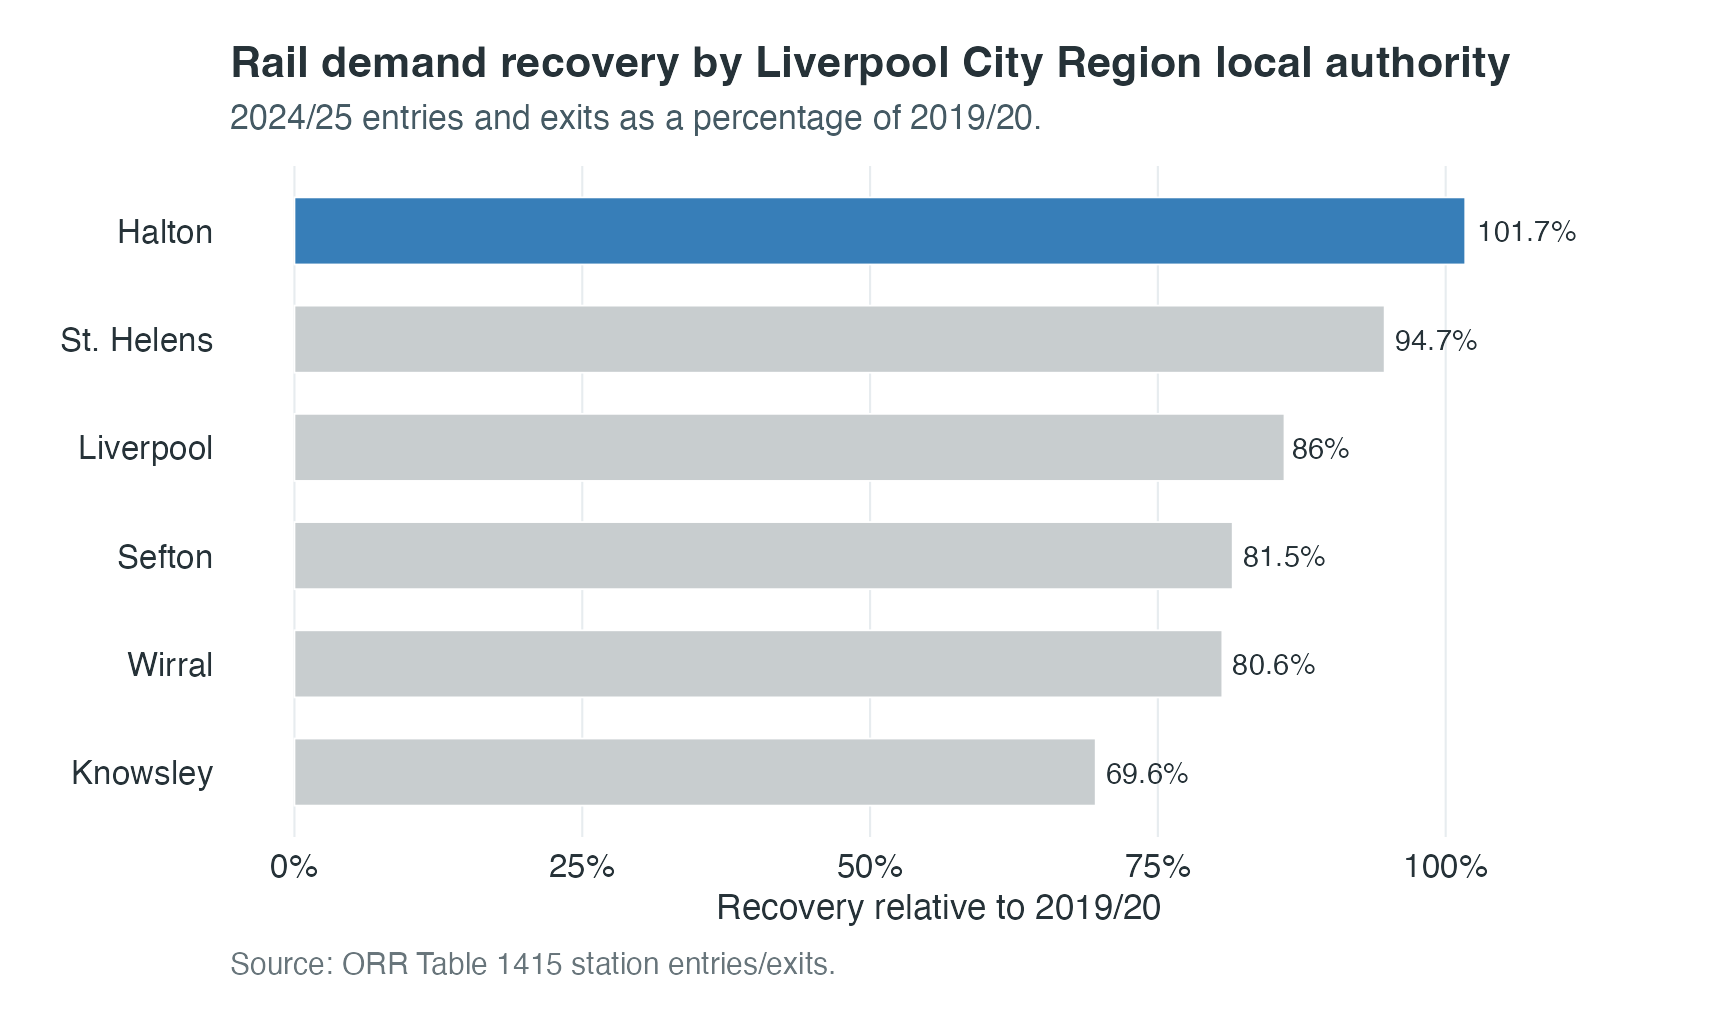 Rail demand recovery by Liverpool City Region local authority
2024/25 entries and exits as a percentage of 2019/20.
Halton 101.7%
St. Helens 94.7%
Liverpool 86%
Sefton 81.5%
Wirral 80.6%
Knowsley 69.6%
0% 25% 50% 75% 100%
Recovery relative to 2019/20
Source: ORR Table 1415 station entries/exits.